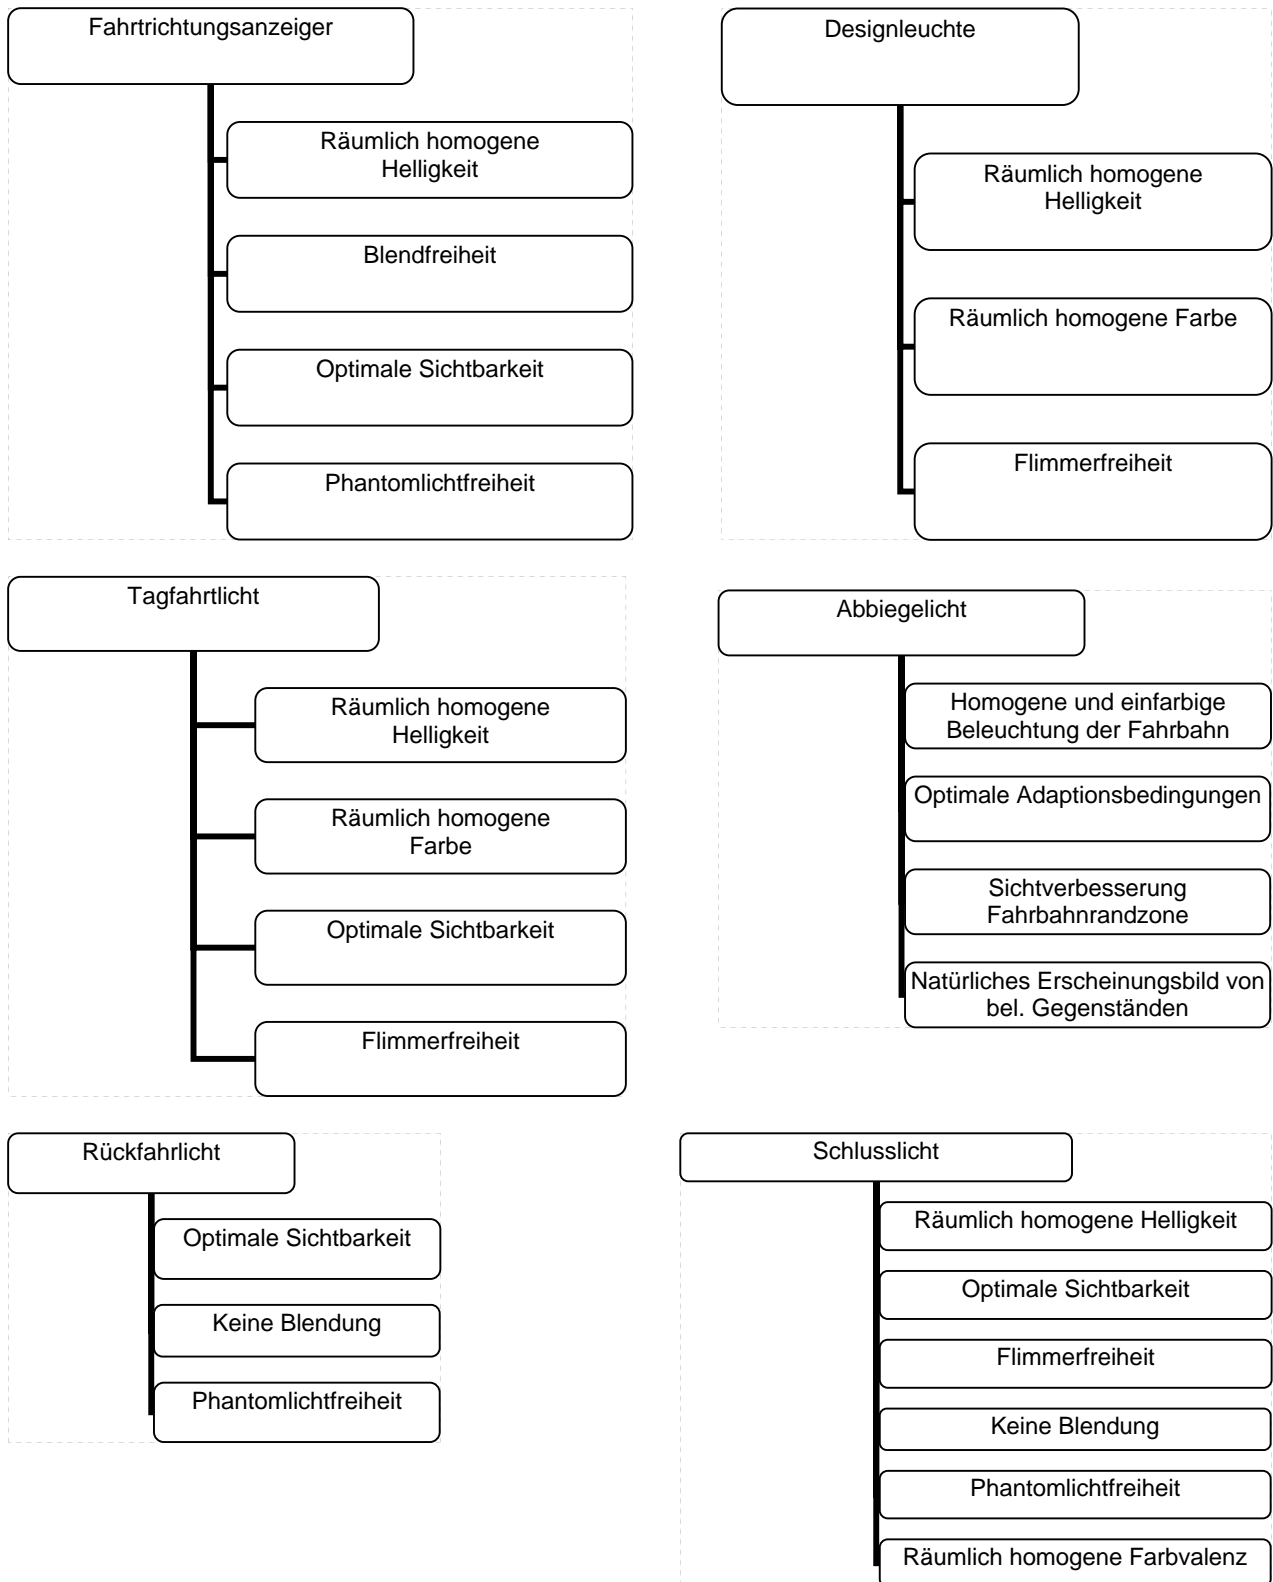 Fahrtrichtungsanzeiger
Räumlich homogene
Helligkeit
Blendfreiheit
Optimale Sichtbarkeit
Phantomlichtfreiheit
Designleuchte
Räumlich homogene
Helligkeit
Räumlich homogene Farbe
Flimmerfreiheit
Tagfahrtlicht
Räumlich homogene
Helligkeit
Räumlich homogene
Farbe
Optimale Sichtbarkeit
Flimmerfreiheit
Abbiegelicht
Homogene und einfarbige
Beleuchtung der Fahrbahn
Optimale Adaptionsbedingungen
Sichtverbesserung
Fahrbahnrandzone
Natürliches Erscheinungsbild von
bel. Gegenständen
Rückfahrlicht
Optimale Sichtbarkeit
Keine Blendung
Phantomlichtfreiheit
Schlusslicht
Räumlich homogene Helligkeit
Optimale Sichtbarkeit
Flimmerfreiheit
Keine Blendung
Phantomlichtfreiheit
Räumlich homogene Farbvalenz